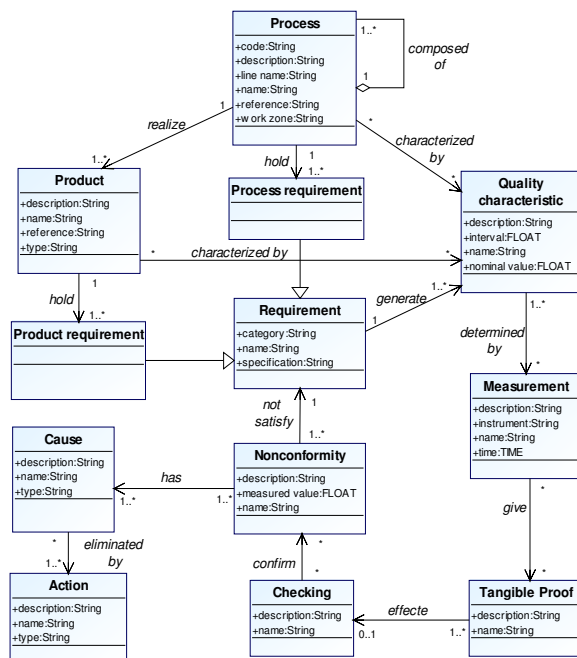 Process
+code:String
+description:String
+line name:String
+name:String
+reference:String
+work zone:String
1..*
1
composed
of
1
realize
1..*
hold
1
1..*
*
characterized
by
*
Product
+description:String
+name:String
+reference:String
+type:String
Process requirement
Quality
characteristic
+description:String
+interval:FLOAT
+name:String
+nominal value:FLOAT
*
characterized by
*
1
hold
1..*
Product requirement
Requirement
+category:String
+name:String
+specification:String
1
generate
1..*
1..*
determined
by
*
not
satisfy
1
1..*
Measurement
+description:String
+instrument:String
+name:String
+time:TIME
Cause
+description:String
+name:String
+type:String
1..*
has
1..*
Nonconformity
+description:String
+measured value:FLOAT
+name:String
*
give
*
*
eliminated
by
1..*
*
confirm
*
Action
+description:String
+name:String
+type:String
Checking
+description:String
+name:String
0..1
effecte
1..*
Tangible Proof
+description:String
+name:String